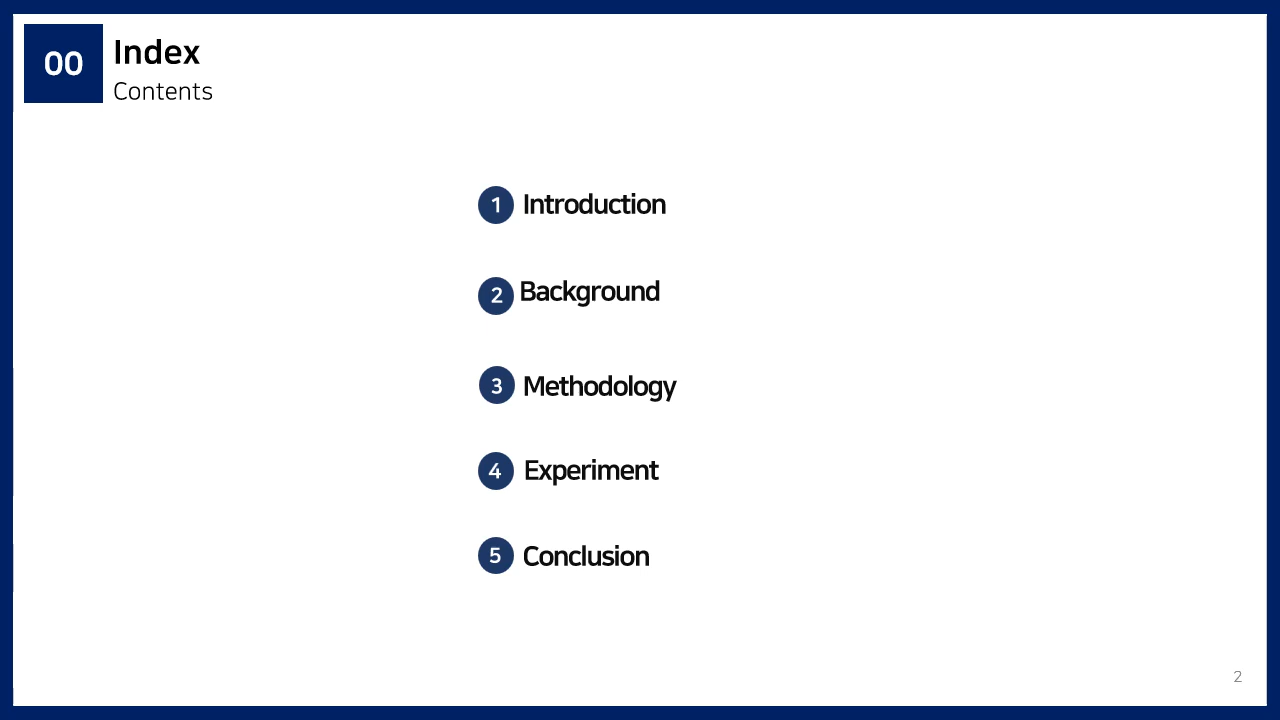 00
Index
Contents
1 Introduction
2 Background
3 Methodology
4 Experiment
5 Conclusion
2